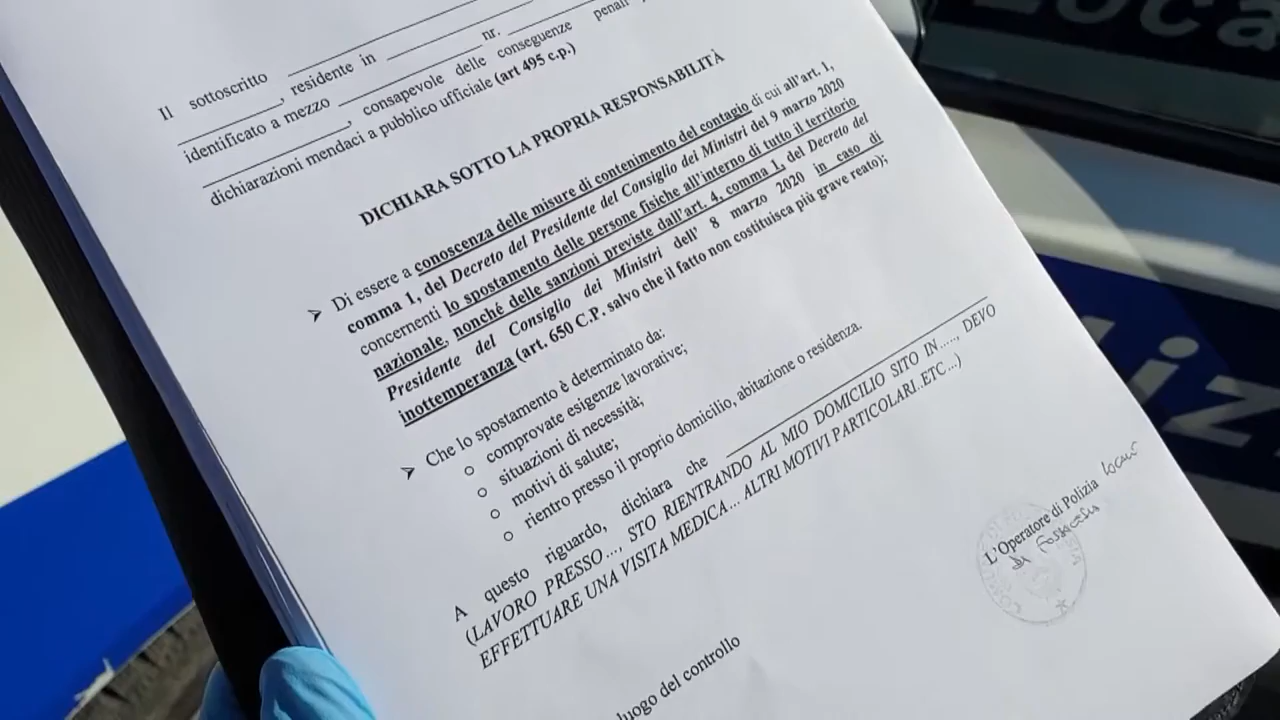 Il sottoscritto
nr.
, residente in
identificato a mezzo
, consapevole delle conseguenze penali
dichiarazioni mendaci a pubblico ufficiale (art 495 c.p.)
DICHIARA SOTTO LA PROPRIA RESPONSABILITÀ
➢ Di essere a conoscenza delle misure di contenimento del contagio di cui all'art. 1,
comma 1, del Decreto del Presidente del Consiglio dei Ministri del 9 marzo 2020
concernenti lo spostamento delle persone fisiche all'interno di tutto il territorio
nazionale, nonché delle sanzioni previste dall'art. 4, comma 1, del Decreto del
Presidente del Consiglio dei Ministri dell' 8 marzo 2020 in caso di
inottemperanza (art. 650 C.P. salvo che il fatto non costituisca più grave reato);
➢ Che lo spostamento è determinato da:
o comprovate esigenze lavorative;
o situazioni di necessità;
o motivi di salute;
o rientro presso il proprio domicilio, abitazione o residenza.
A questo riguardo, dichiara che
(LAVORO PRESSO..., STO RIENTRANDO AL MIO DOMICILIO SITO IN....., DEVO
EFFETTUARE UNA VISITA MEDICA... ALTRI MOTIVI PARTICOLARI..ETC...)
L'Operatore di Polizia Locale
di Fossacesia
luogo del controllo
Loca
liz